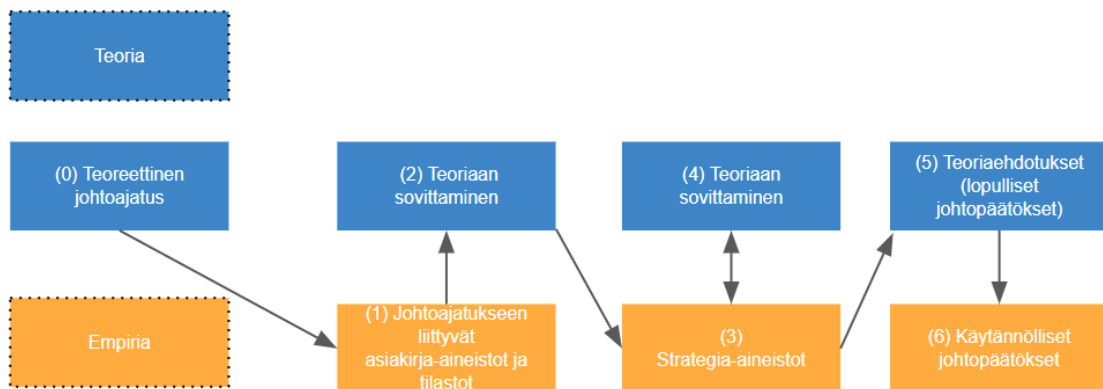 Teoria
(0) Teoreettinen
johtoajatus
(2) Teoriaan
sovittaminen
(4) Teoriaan
sovittaminen
(5) Teoriaehdotukset
(lopulliset
johtopäätökset)
Empiria
(1) Johtoajatukseen
liittyvät
asiakirja-aineistot ja
tilastot
(3)
Strategia-aineistot
(6) Käytännölliset
johtopäätökset